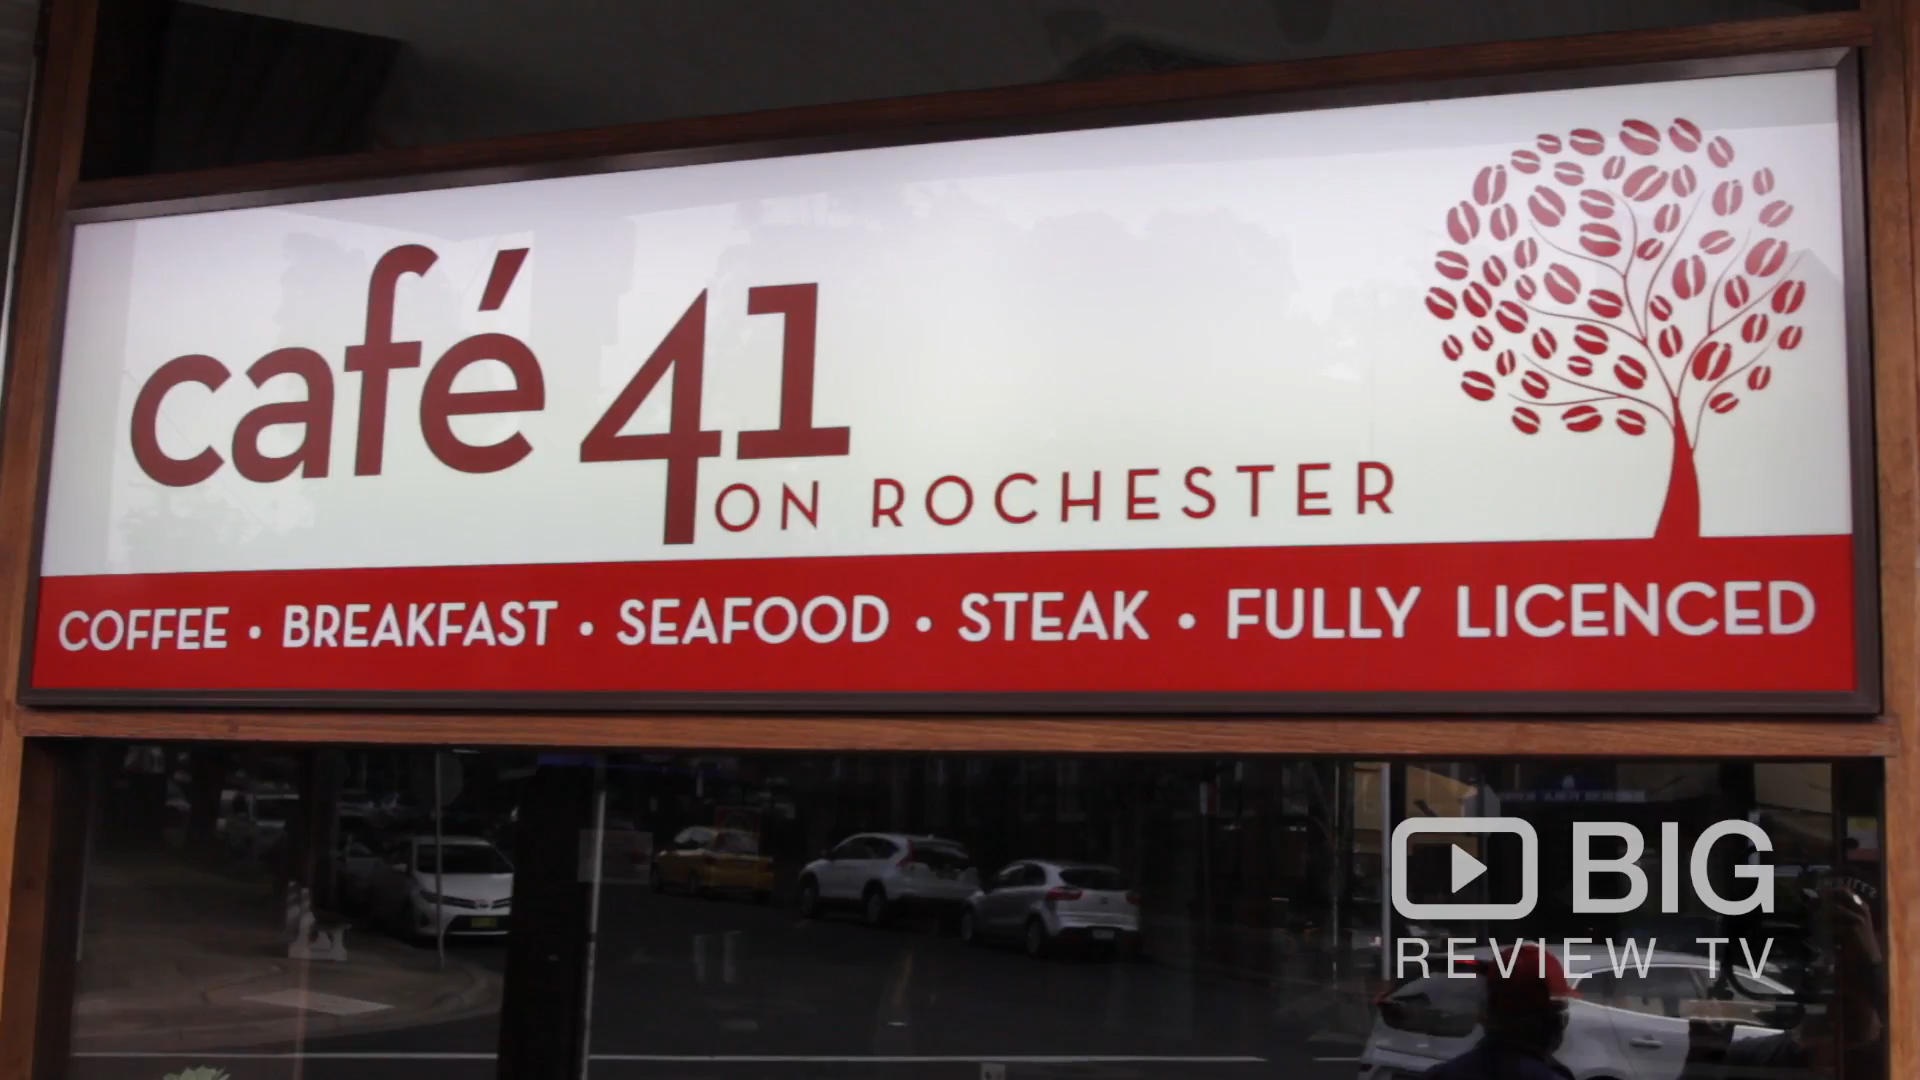 café 41
ON ROCHESTER
COFFEE • BREAKFAST • SEAFOOD • STEAK • FULLY LICENCED
BIG
REVIEW TV